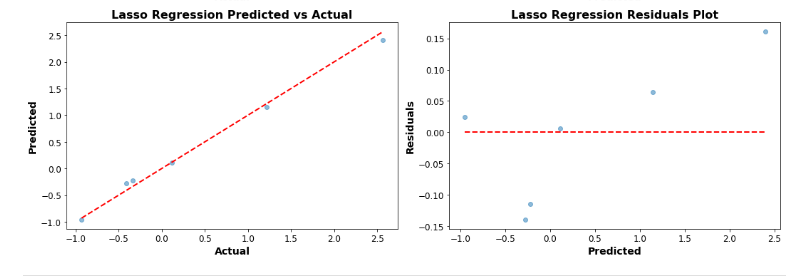 Lasso Regression Predicted vs Actual
Predicted
2.5
2.0
1.5
1.0
0.5
0.0
−0.5
−1.0
−1.0 −0.5 0.0 0.5 1.0 1.5 2.0 2.5
Actual
Lasso Regression Residuals Plot
Residuals
0.15
0.10
0.05
0.00
−0.05
−0.10
−0.15
−1.0 −0.5 0.0 0.5 1.0 1.5 2.0 2.5
Predicted